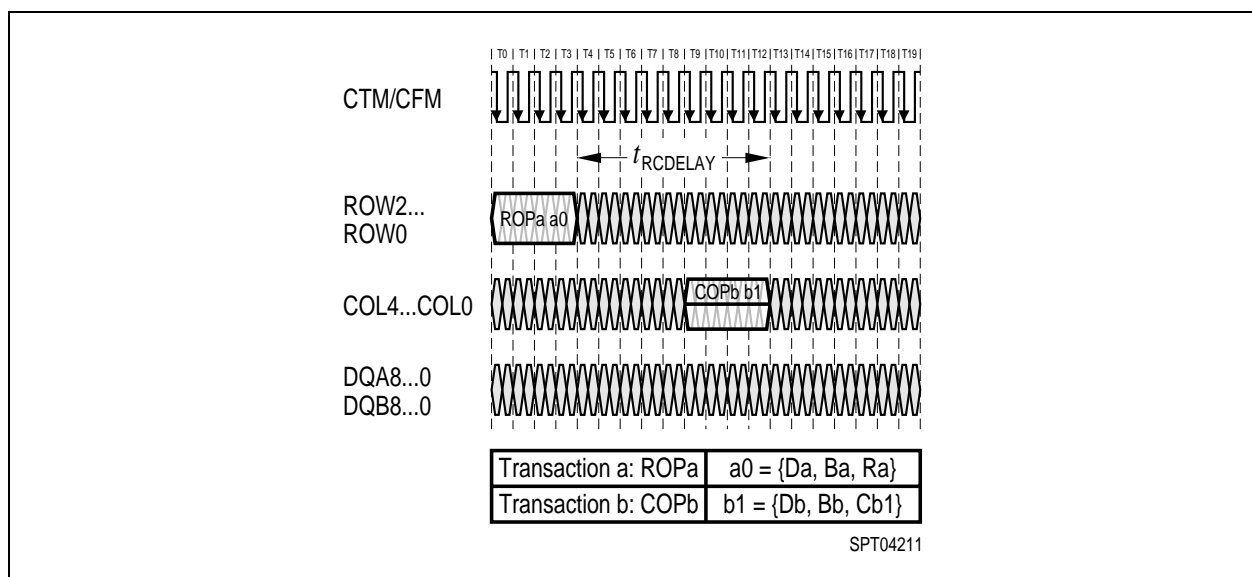 T0 T1 T2 T3 T4 T5 T6 T7 T8 T9 T10 T11 T12 T13 T14 T15 T16 T17 T18 T19
CTM/CFM
tRCDELAY
ROW2...
ROW0
ROPa a0
COL4...COL0
COPb b1
DQA8...0
DQB8...0
Transaction a: ROPa a0 = {Da, Ba, Ra}
Transaction b: COPb b1 = {Db, Bb, Cb1}
SPT04211